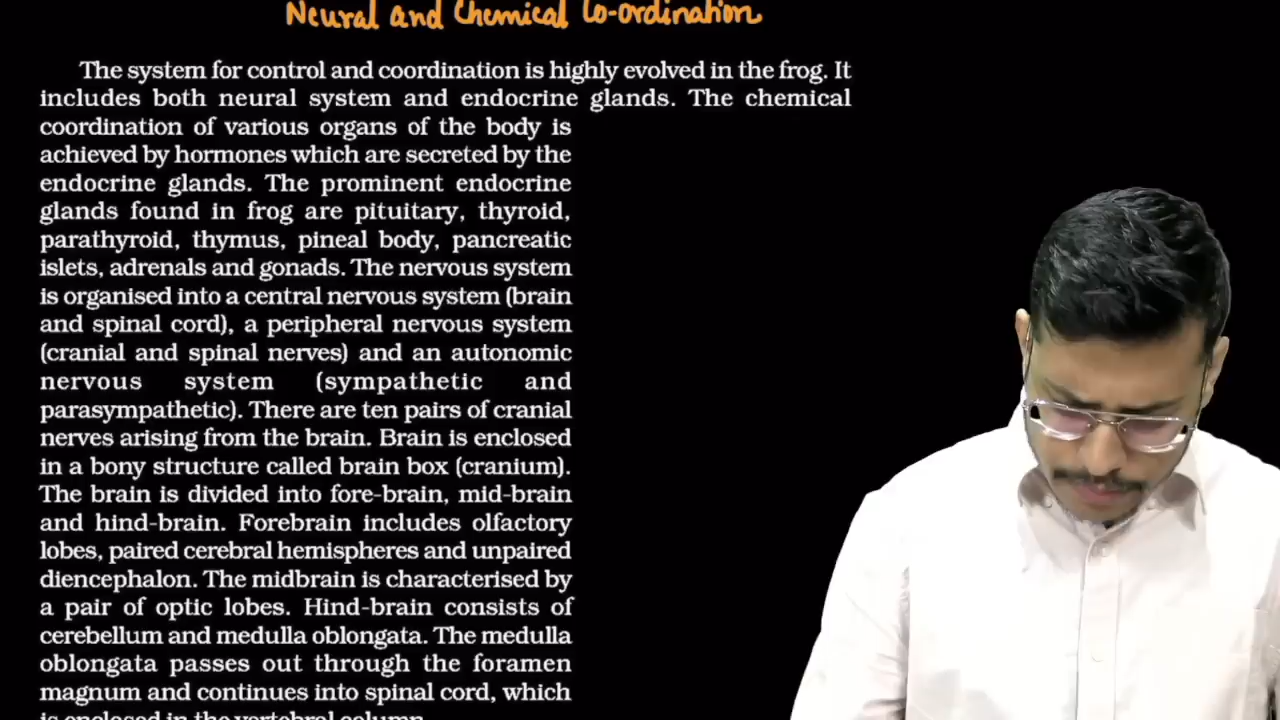 Neural and Chemical Co-ordination
The system for control and coordination is highly evolved in the frog. It
includes both neural system and endocrine glands. The chemical
coordination of various organs of the body is
achieved by hormones which are secreted by the
endocrine glands. The prominent endocrine
glands found in frog are pituitary, thyroid,
parathyroid, thymus, pineal body, pancreatic
islets, adrenals and gonads. The nervous system
is organised into a central nervous system (brain
and spinal cord), a peripheral nervous system
(cranial and spinal nerves) and an autonomic
nervous system (sympathetic and
parasympathetic). There are ten pairs of cranial
nerves arising from the brain. Brain is enclosed
in a bony structure called brain box (cranium).
The brain is divided into fore-brain, mid-brain
and hind-brain. Forebrain includes olfactory
lobes, paired cerebral hemispheres and unpaired
diencephalon. The midbrain is characterised by
a pair of optic lobes. Hind-brain consists of
cerebellum and medulla oblongata. The medulla
oblongata passes out through the foramen
magnum and continues into spinal cord, which
is enclosed in the vertebral column.